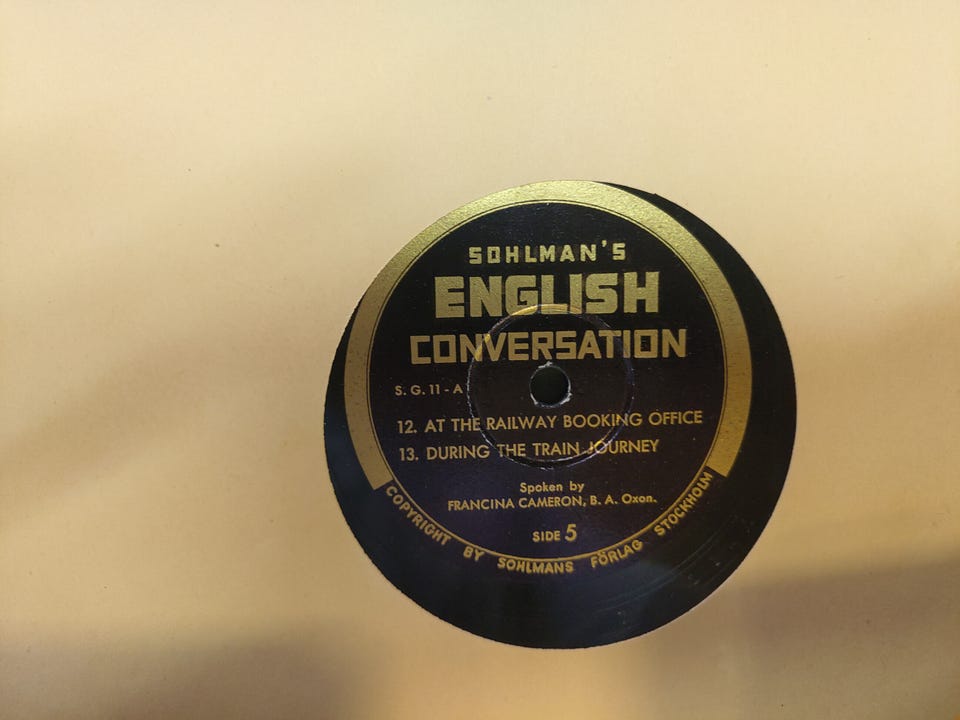 SOHLMAN'S
ENGLISH
CONVERSATION
S. G. 11 - A
12. AT THE RAILWAY BOOKING OFFICE
13. DURING THE TRAIN JOURNEY
Spoken by
FRANCINA CAMERON, B. A. Oxon.
SIDE 5
COPYRIGHT BY SOHLMANS FÖRLAG STOCKHOLM